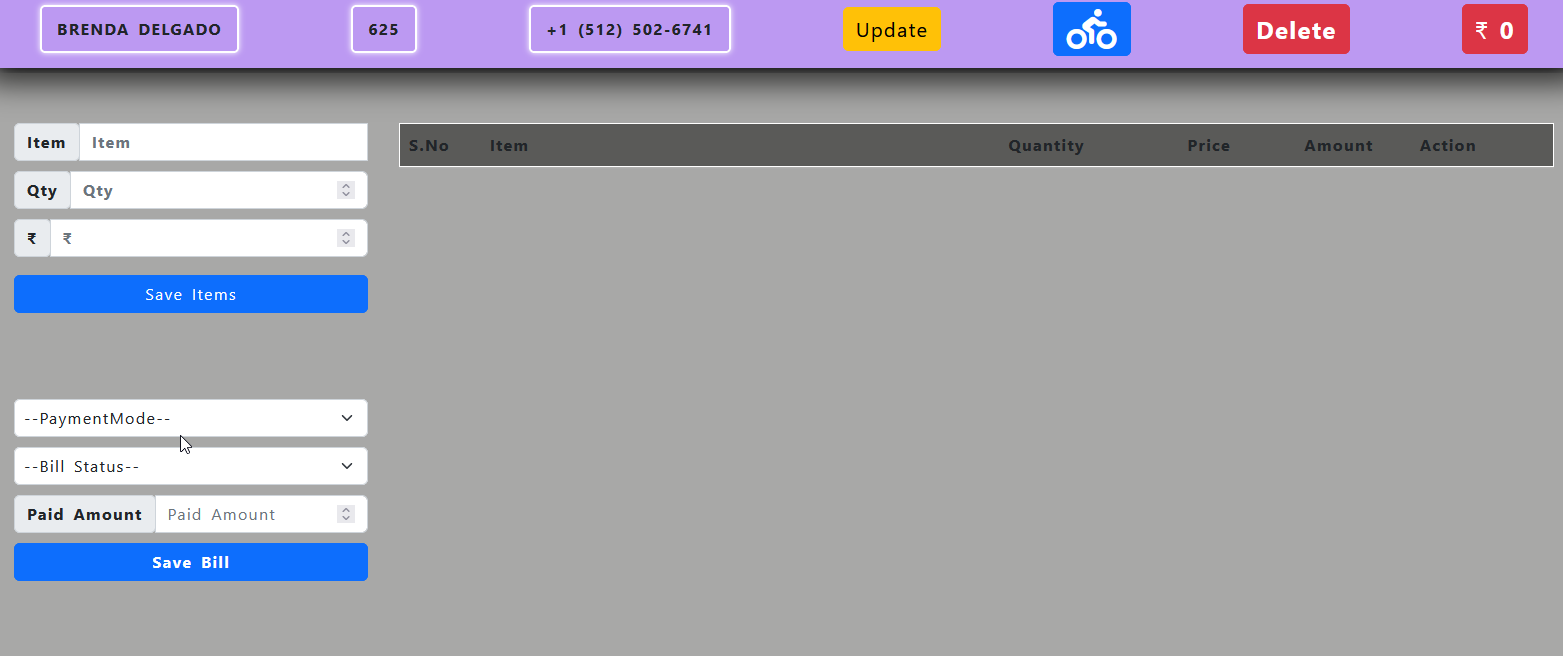 BRENDA DELGADO 625 +1 (512) 502-6741 Update Delete ₹ 0
Item Item
Qty Qty
₹ ₹
Save Items
S.No Item Quantity Price Amount Action
--PaymentMode--
--Bill Status--
Paid Amount Paid Amount
Save Bill